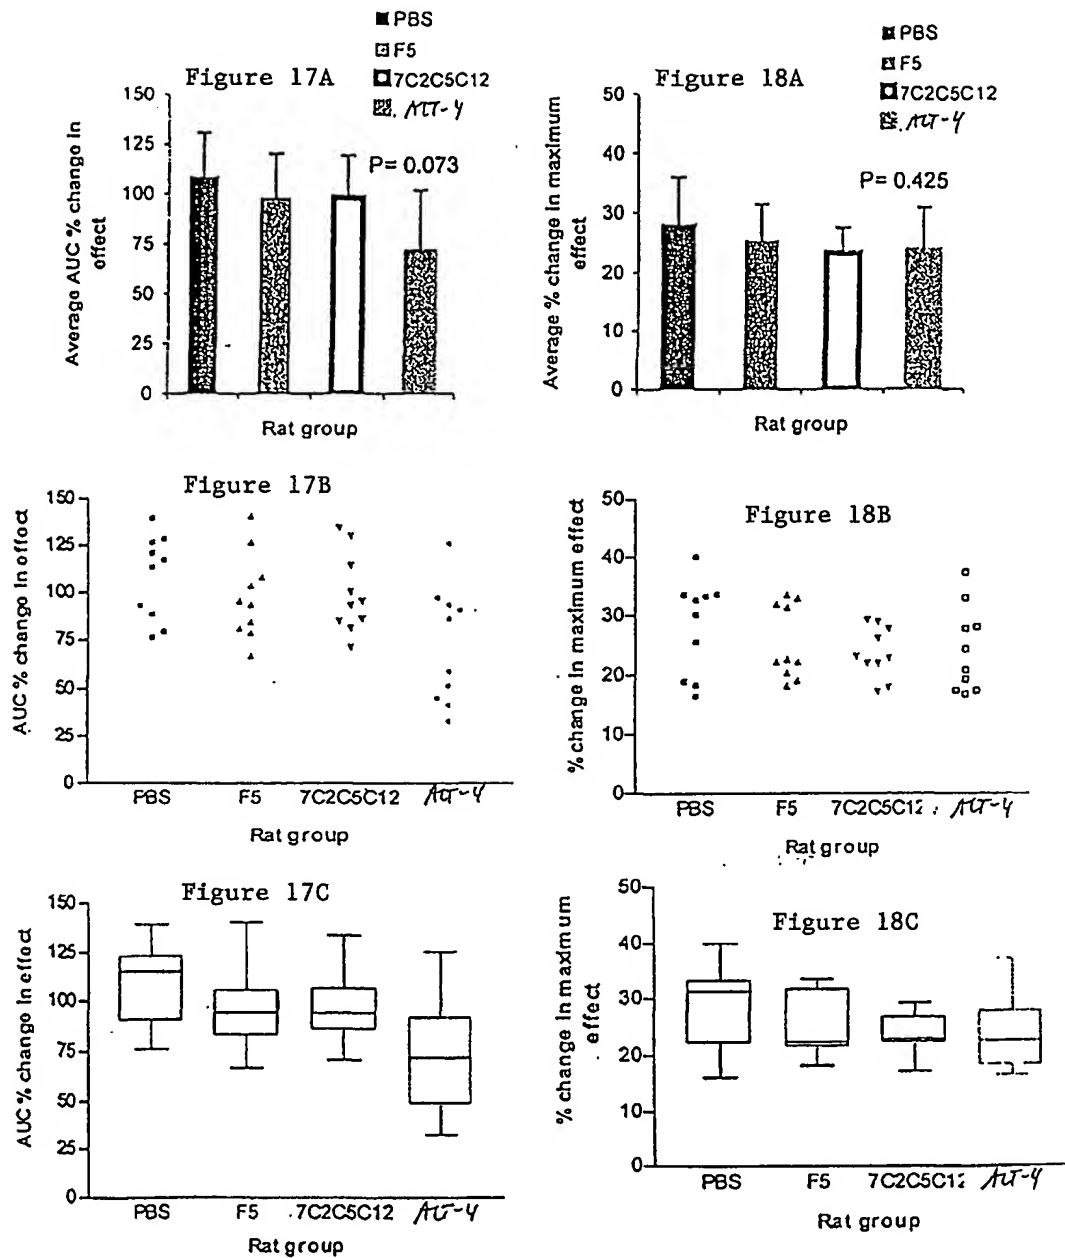 PBS
F5
7C2C5C12
ALT-4
Figure 17A
P= 0.073
Average AUC % change in
effect
150
125
100
75
50
25
0
Rat group
PBS
F5
7C2C5C12
ALT-4
Figure 18A
P= 0.425
Average % change in maximum
effect
50
40
30
20
10
0
Rat group
Figure 17B
AUC % change in effect
150
125
100
75
50
25
0
PBS F5 7C2C5C12 ALT-4
Rat group
Figure 18B
% change in maximum effect
50
40
30
20
10
0
PBS F5 7C2C5C12 ALT-4
Rat group
Figure 17C
AUC % change in effect
150
125
100
75
50
25
0
PBS F5 7C2C5C12 ALT-4
Rat group
Figure 18C
% change in maximum
effect
50
40
30
20
10
0
PBS F5 7C2C5C12 ALT-4
Rat group